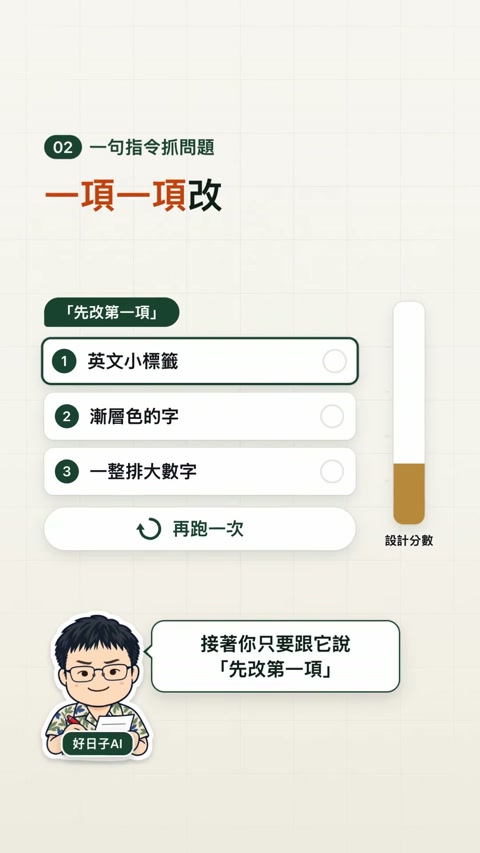 02 一句指令抓問題
一項一項改
「先改第一項」
1 英文小標籤
2 漸層色的字
3 一整排大數字
再跑一次
設計分數
接著你只要跟它說
「先改第一項」
好日子AI